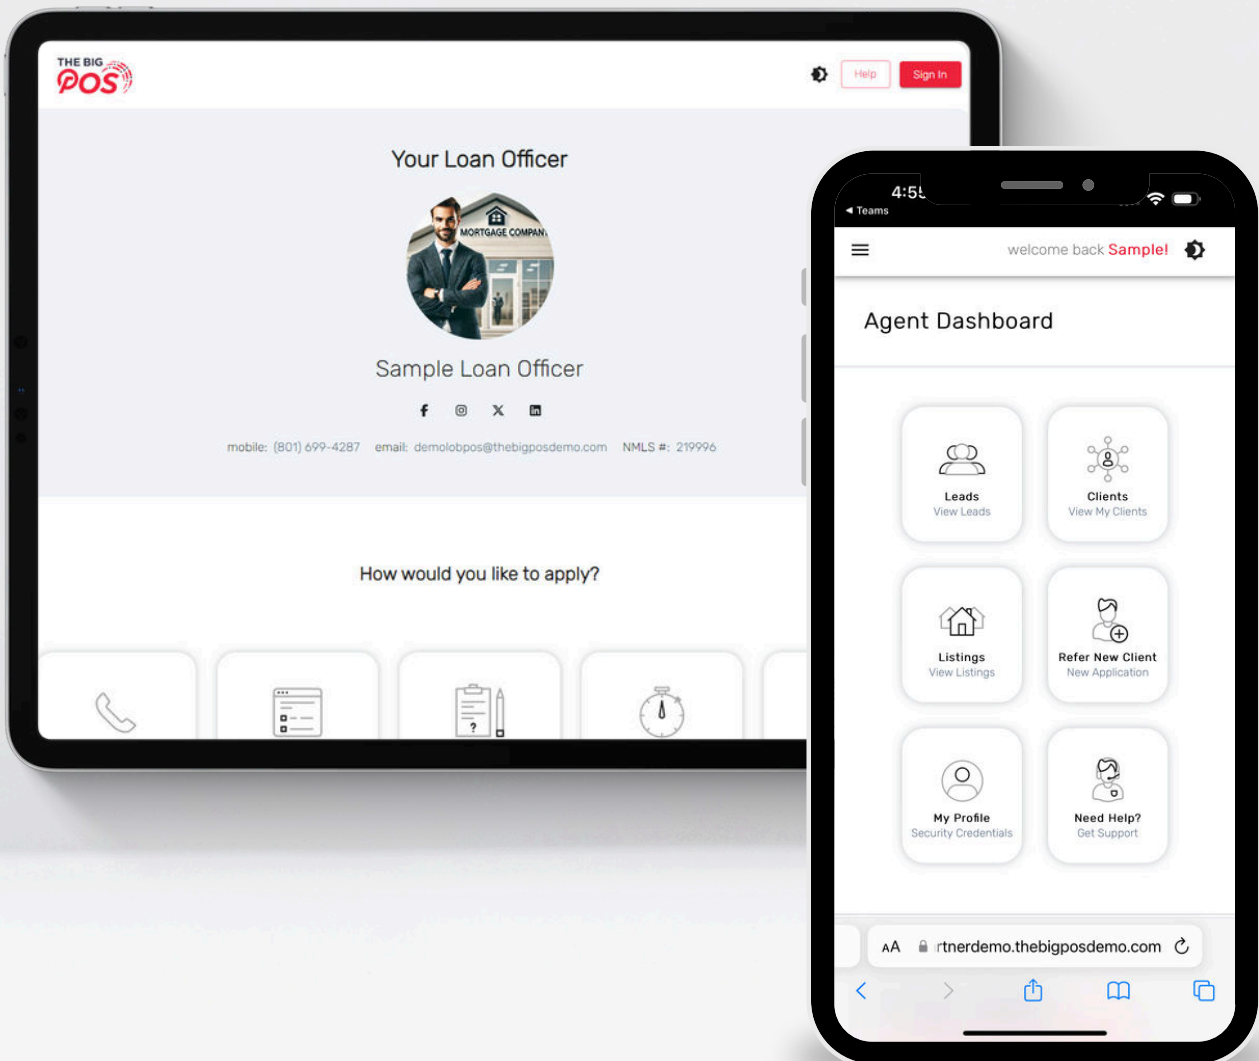 THE BIG
POS
Help
Sign In
Your Loan Officer
MORTGAGE COMPAN
Sample Loan Officer
mobile: (801) 699-4287 email: demolobpos@thebigposdemo.com NMLS #: 219996
How would you like to apply?
?
4:55
◄ Teams
welcome back Sample!
Agent Dashboard
Leads
View Leads
Clients
View My Clients
Listings
View Listings
Refer New Client
New Application
My Profile
Security Credentials
Need Help?
Get Support
AA rtnerdemo.thebigposdemo.com